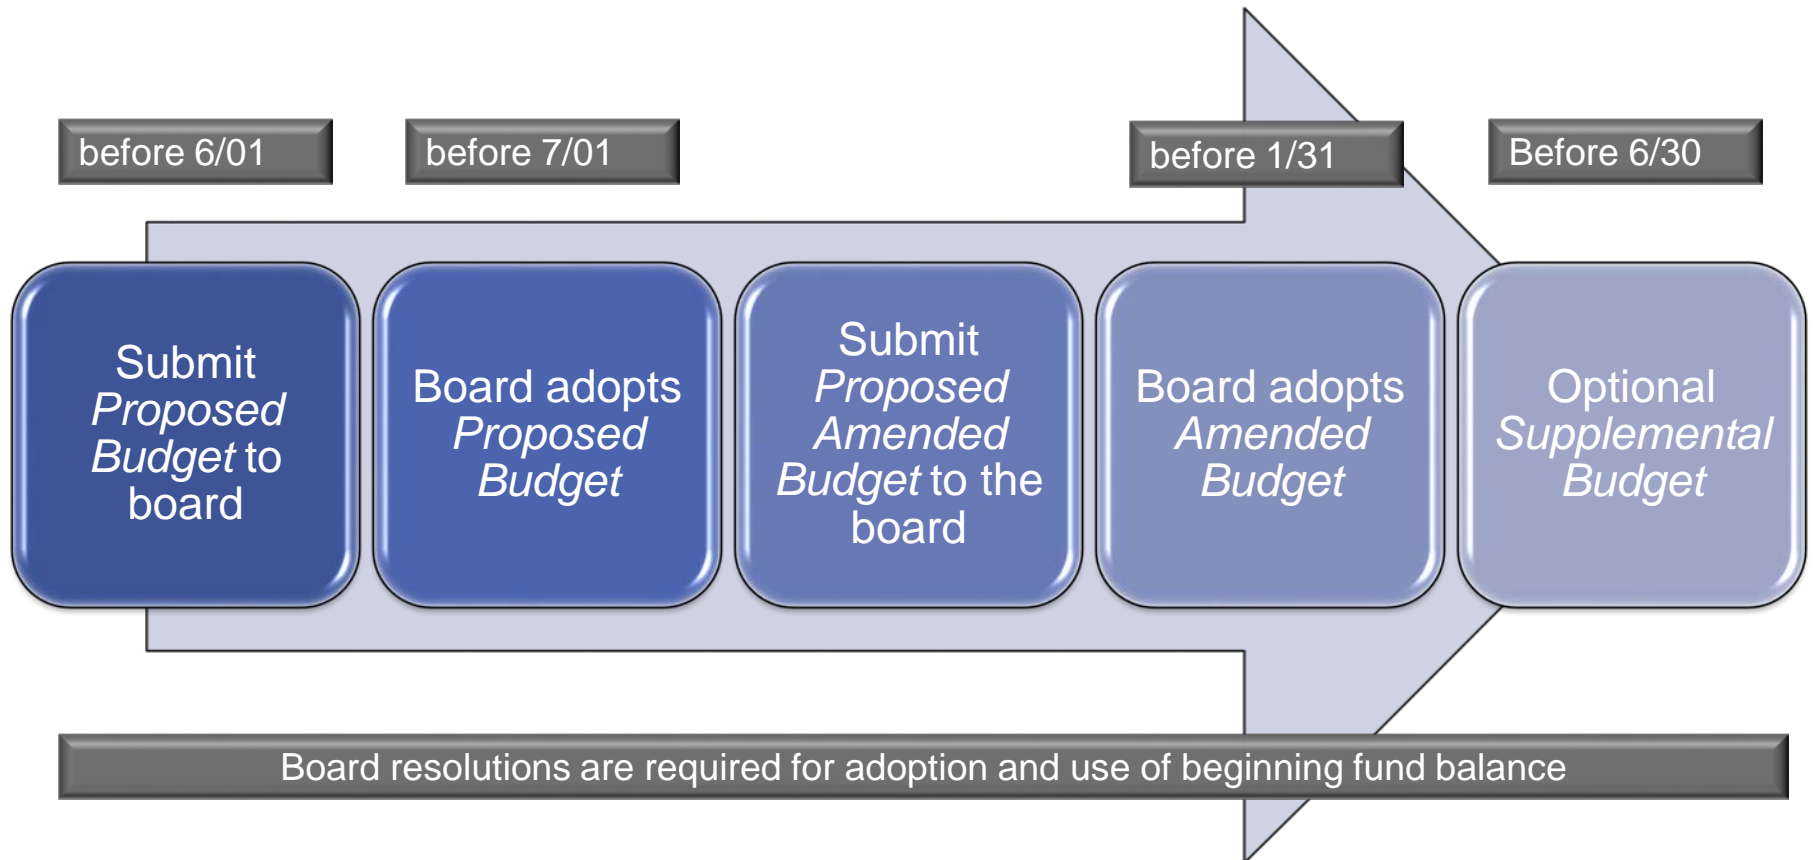 before 6/01
before 7/01
before 1/31
Before 6/30
Submit
Proposed
Budget to
board
Board adopts
Proposed
Budget
Submit
Proposed
Amended
Budget to the
board
Board adopts
Amended
Budget
Optional
Supplemental
Budget
Board resolutions are required for adoption and use of beginning fund balance